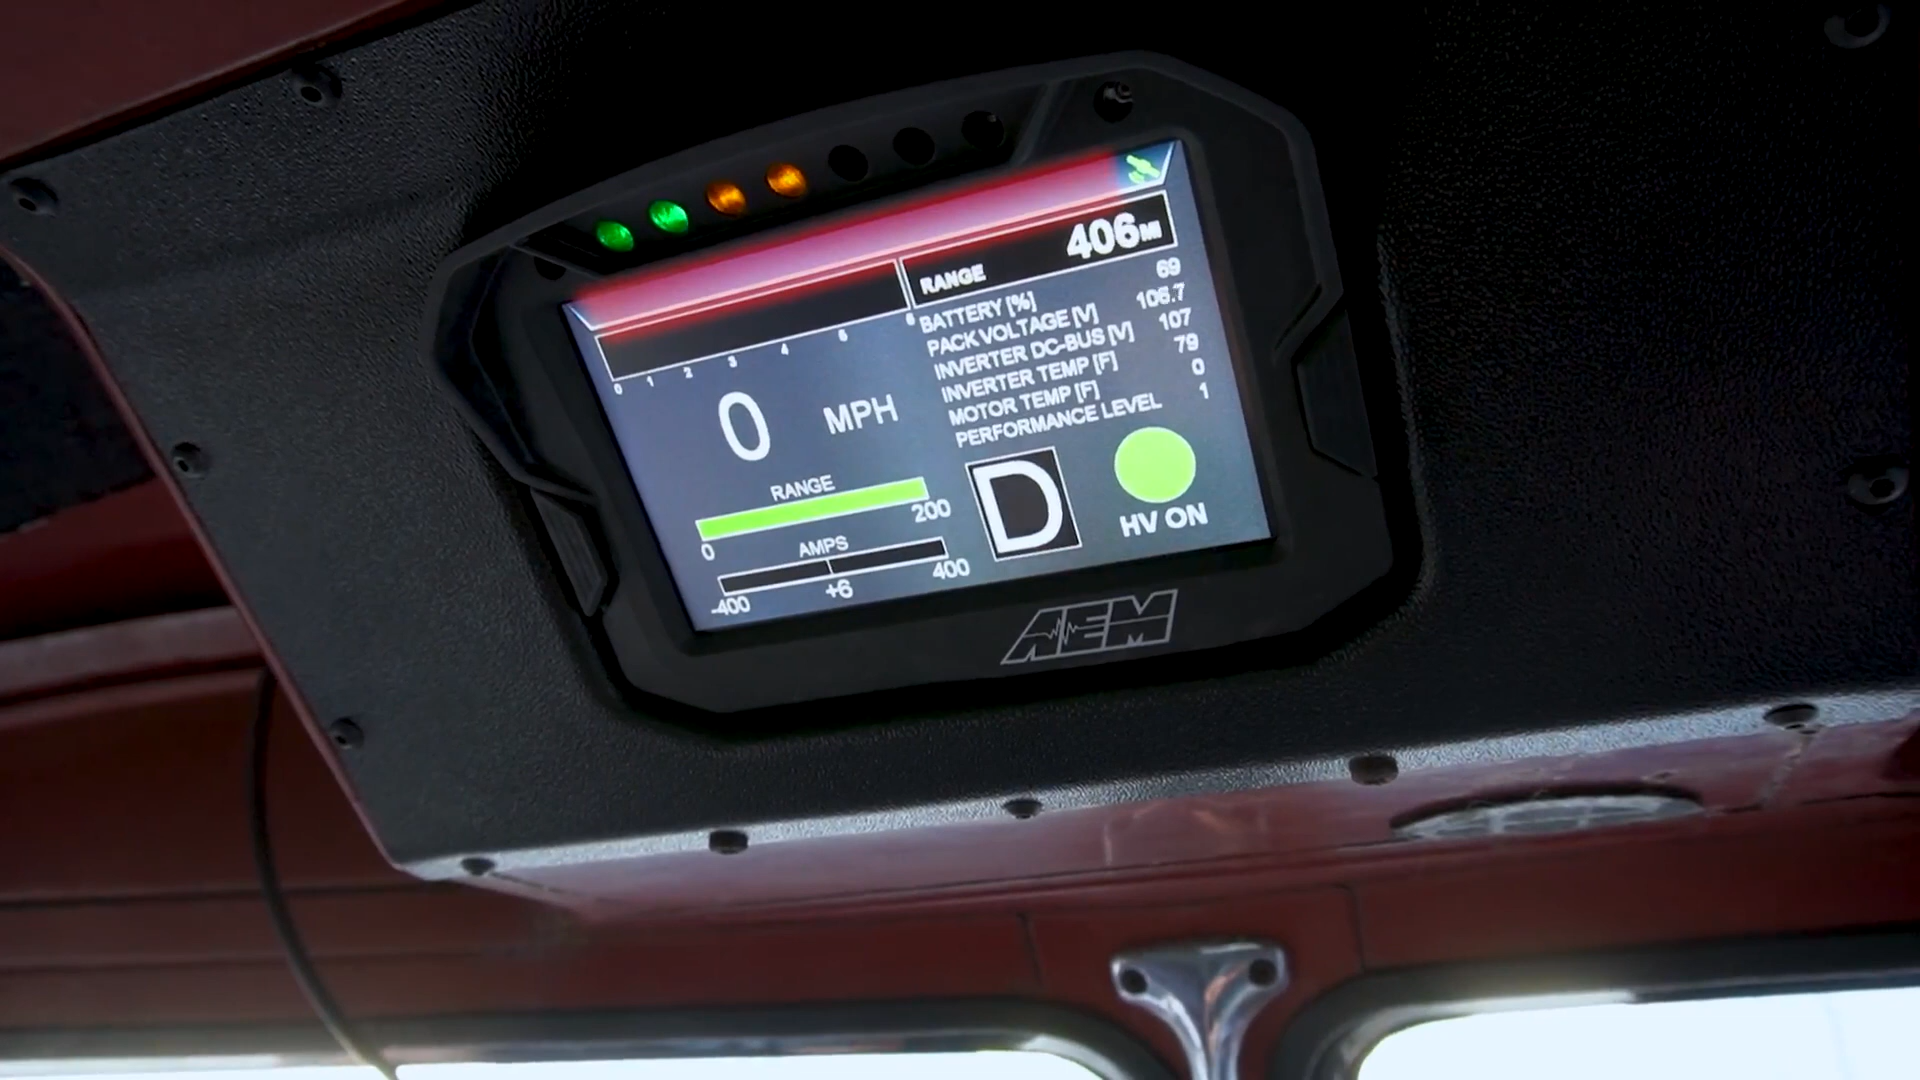 406MI
RANGE
BATTERY [%] 69
PACK VOLTAGE [V] 106.7
INVERTER DC-BUS [V] 107
INVERTER TEMP [F] 79
MOTOR TEMP [F] 0
PERFORMANCE LEVEL 1
0 1 2 3 4 5 6
0 MPH
RANGE
0 200
AMPS
-400 +6 400
D
HV ON
AEM